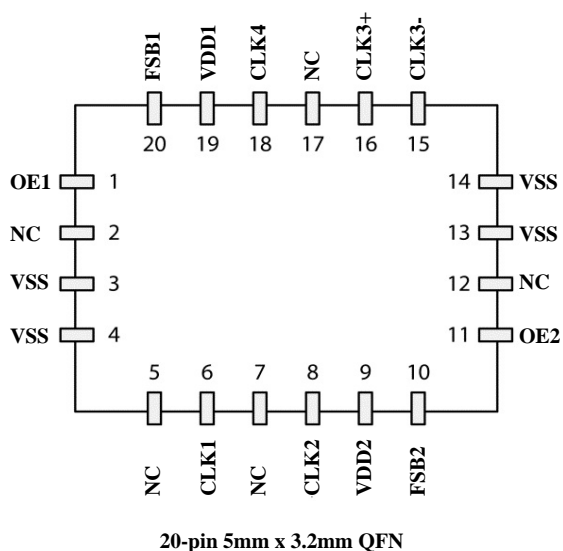 FSB1 VDD1 CLK4 NC CLK3+ CLK3-
20 19 18 17 16 15
OE1 1 14 VSS
NC 2 13 VSS
VSS 3 12 NC
VSS 4 11 OE2
5 6 7 8 9 10
NC CLK1 NC CLK2 VDD2 FSB2
20-pin 5mm x 3.2mm QFN